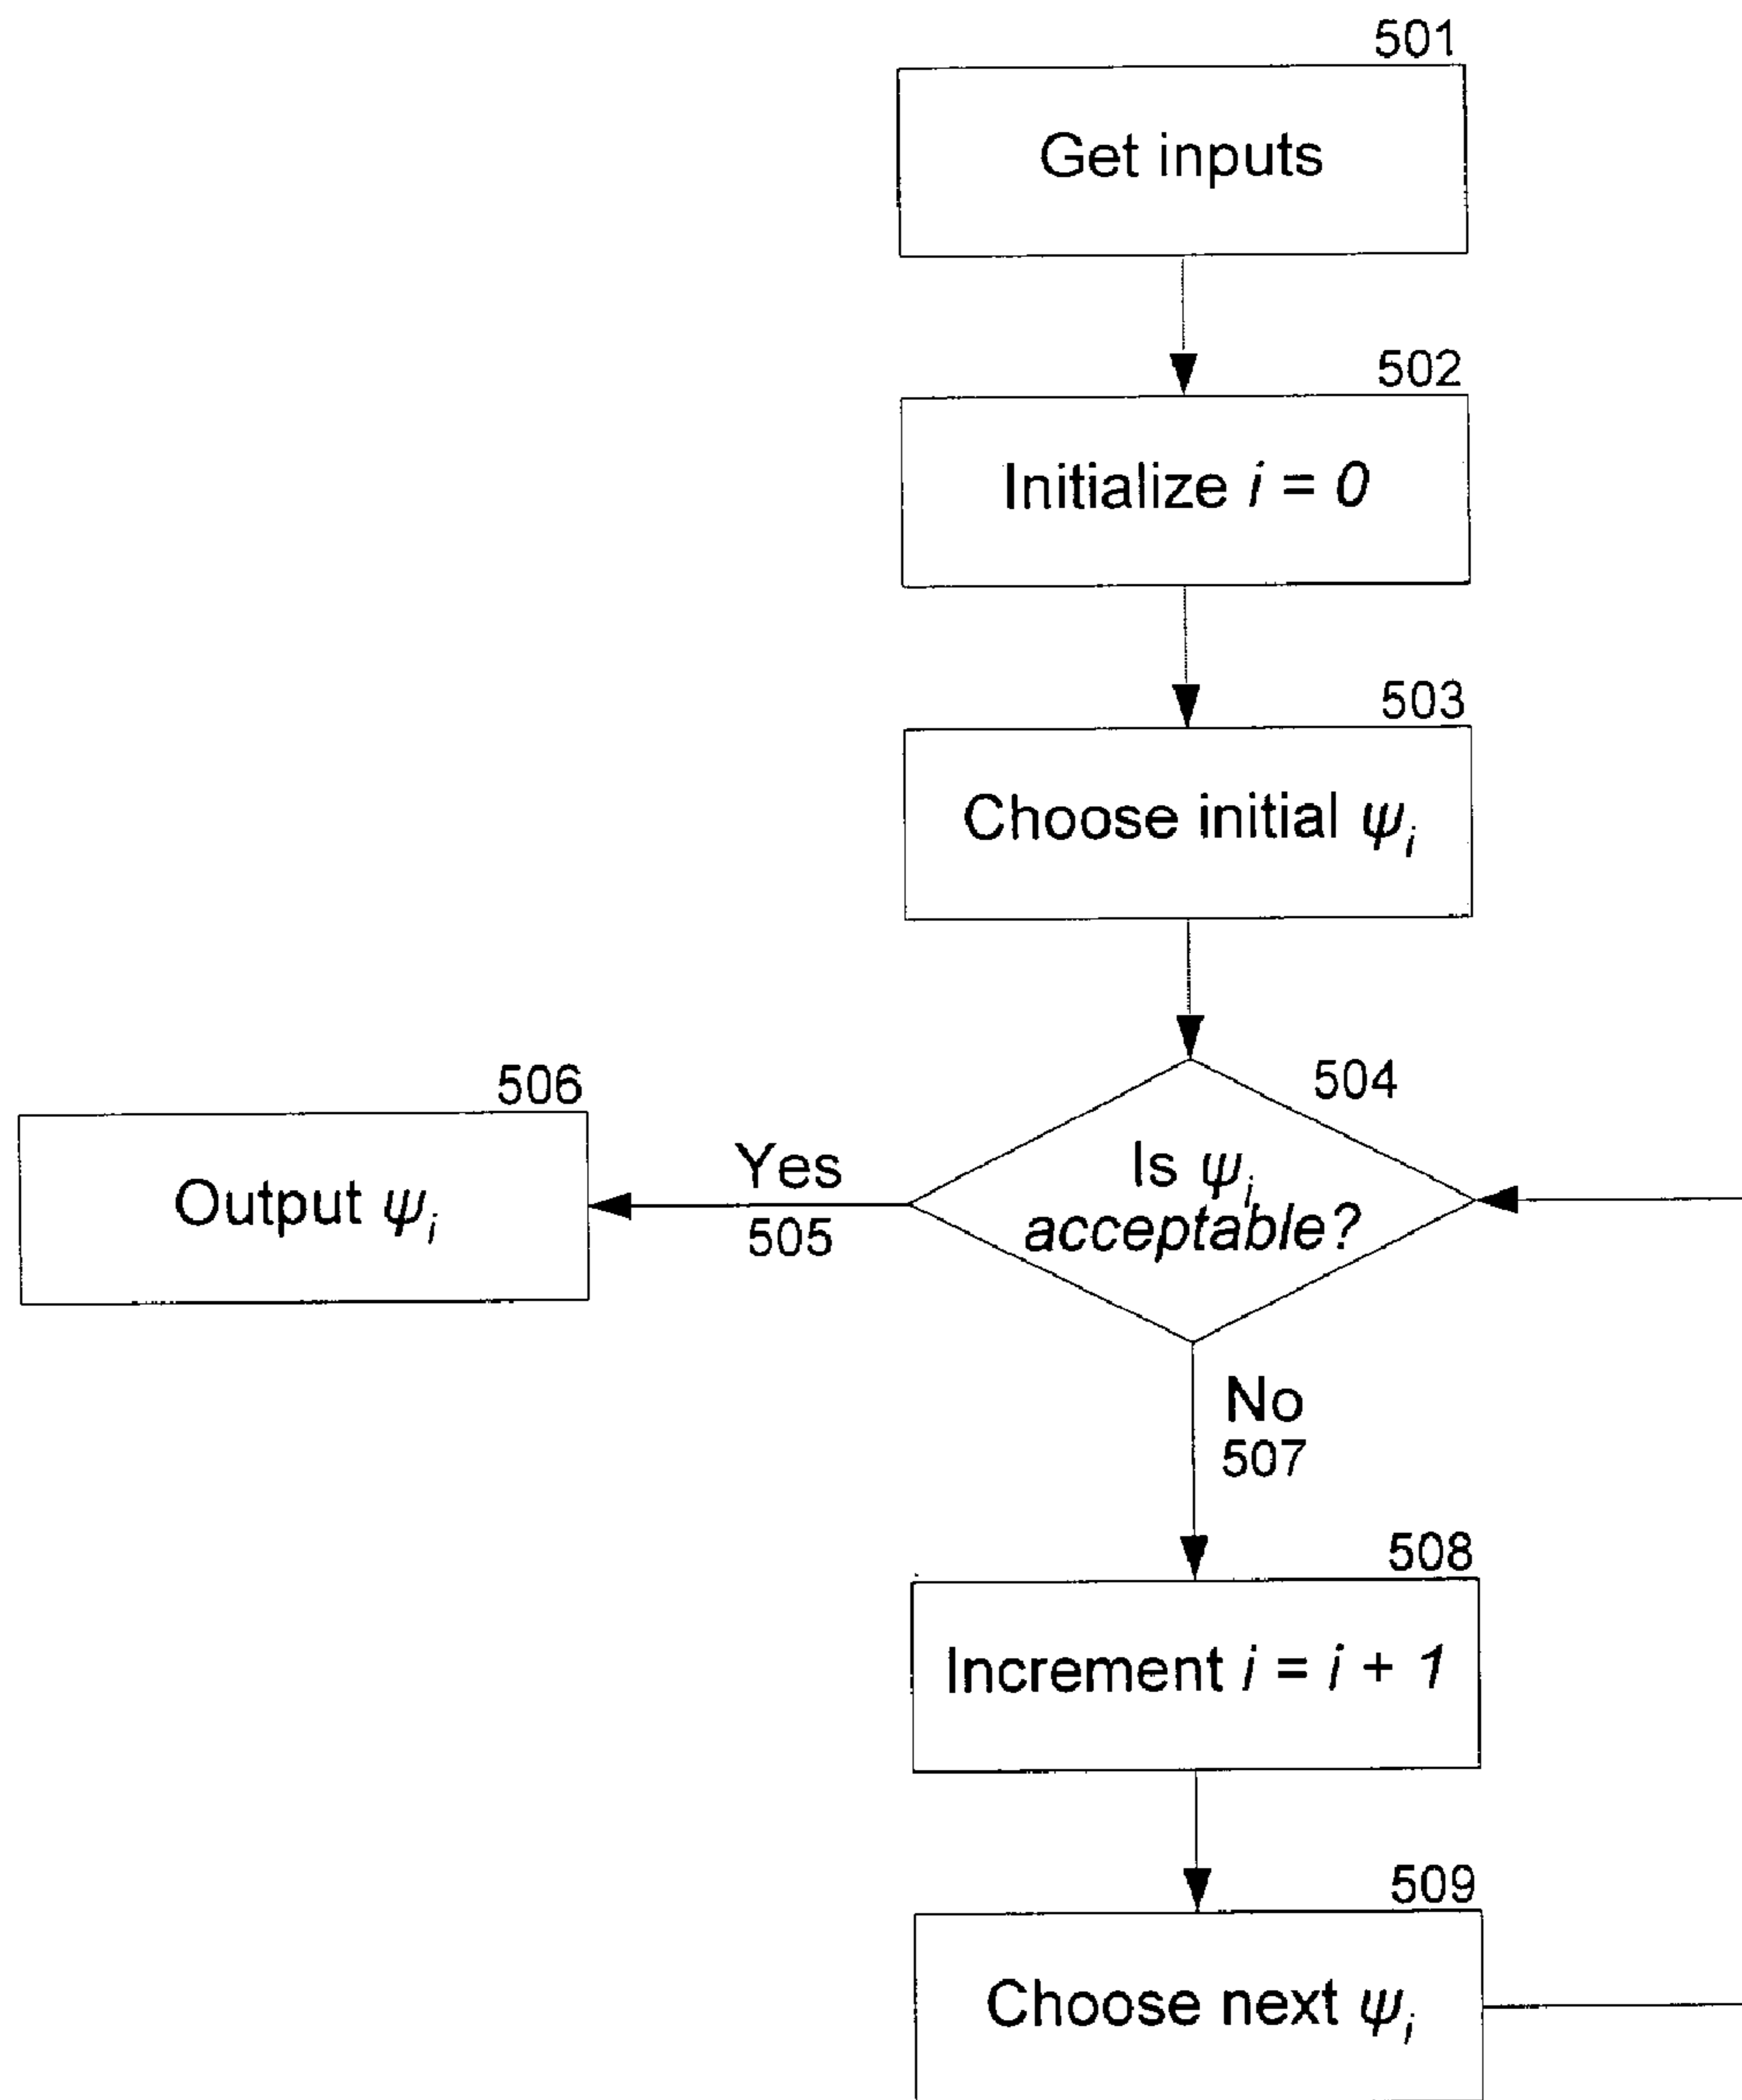 501
Get inputs
502
Initialize i = 0
503
Choose initial ψi
504
Is ψi
acceptable?
Yes
505
506
Output ψi
No
507
508
Increment i = i + 1
509
Choose next ψi